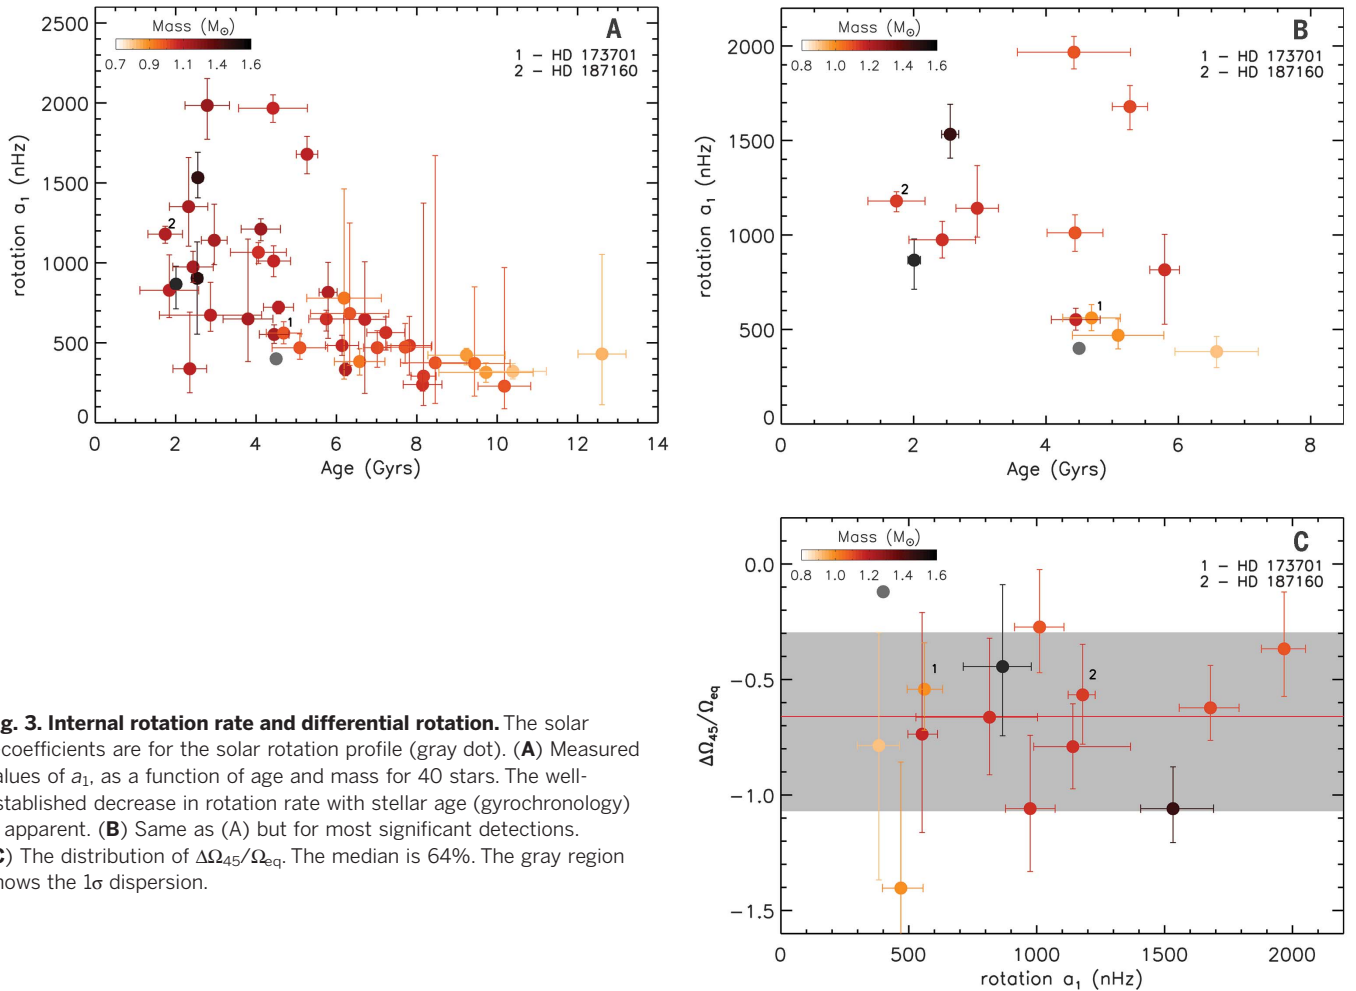 2500
2000
1500
1000
500
0
rotation a1 (nHz)
Mass (M☉)
0.7 0.9 1.1 1.4 1.6
A
1 – HD 173701
2 – HD 187160
2
1
0 2 4 6 8 10 12 14
Age (Gyrs)
2000
1500
1000
500
0
rotation a1 (nHz)
Mass (M☉)
0.8 1.0 1.2 1.4 1.6
B
1 – HD 173701
2 – HD 187160
2
1
0 2 4 6 8
Age (Gyrs)
g. 3. Internal rotation rate and differential rotation. The solar
coefficients are for the solar rotation profile (gray dot). (A) Measured
alues of a1, as a function of age and mass for 40 stars. The well-
stablished decrease in rotation rate with stellar age (gyrochronology)
apparent. (B) Same as (A) but for most significant detections.
) The distribution of ΔΩ45/Ωeq. The median is 64%. The gray region
hows the 1σ dispersion.
0.0
−0.5
−1.0
−1.5
ΔΩ45/Ωeq
Mass (M☉)
0.8 1.0 1.2 1.4 1.6
C
1 – HD 173701
2 – HD 187160
1
2
0 500 1000 1500 2000
rotation a1 (nHz)